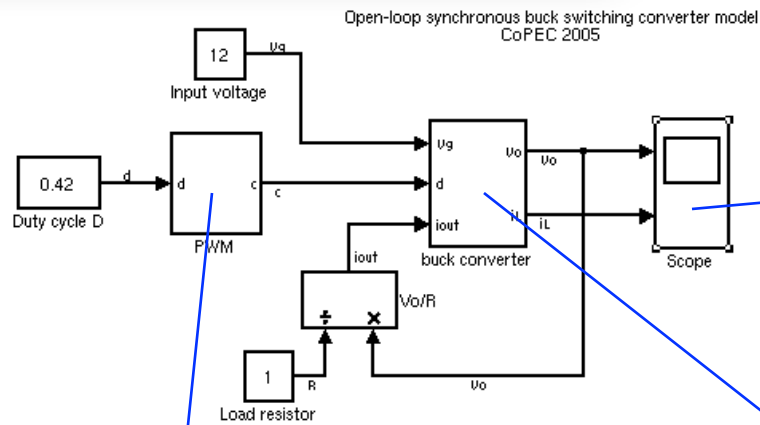 Open-loop synchronous buck switching converter model
CoPEC 2005
12
Vg
Input voltage
0.42
d
Duty cycle D
d
c
PWM
c
Vg
d
iout
Vo
iL
buck converter
Vo
iL
Scope
iout
÷
×
Vo/R
1
R
Load resistor
Vo